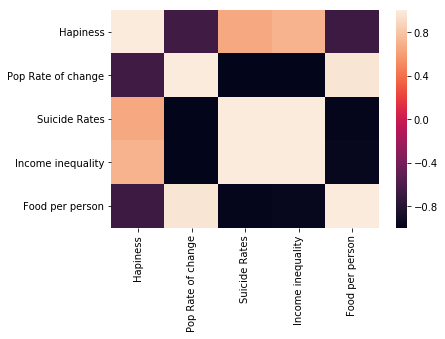 Hapiness
Pop Rate of change
Suicide Rates
Income inequality
Food per person
Hapiness
Pop Rate of change
Suicide Rates
Income inequality
Food per person
0.8
0.4
0.0
−0.4
−0.8